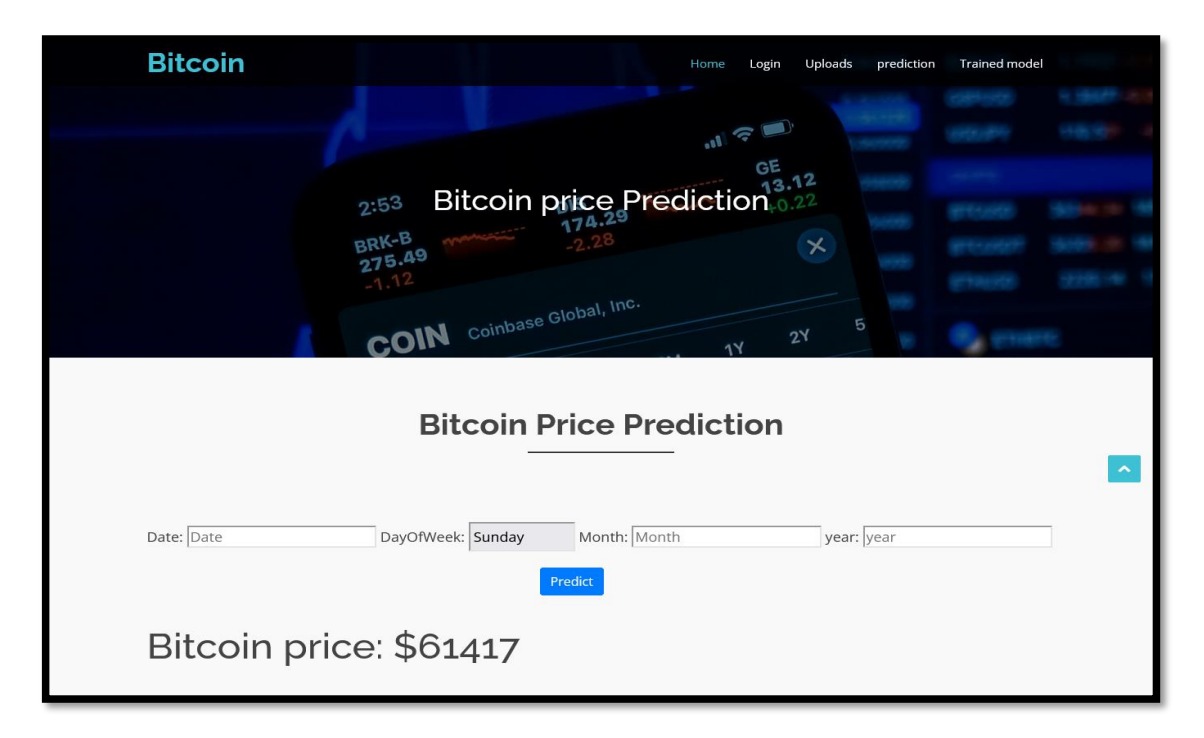 Bitcoin
Home Login Uploads prediction Trained model
Bitcoin price Prediction
2:53
BRK-B
275.49
-1.12
174.29
-2.28
GE
13.12
+0.22
COIN Coinbase Global, Inc.
1Y 2Y 5
Bitcoin Price Prediction
Date: Date DayOfWeek: Sunday Month: Month year: year
Predict
Bitcoin price: $61417